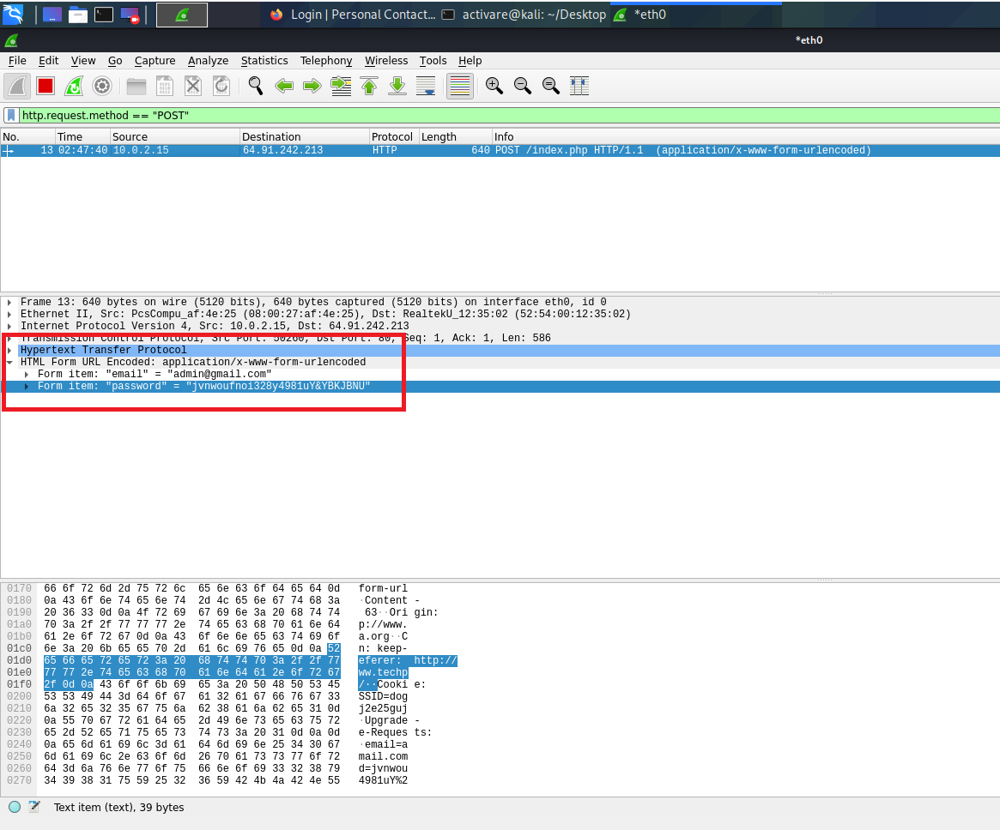 Login | Personal Contact... activare@kali: ~/Desktop *eth0
*eth0
File Edit View Go Capture Analyze Statistics Telephony Wireless Tools Help
http.request.method == "POST"
No. Time Source Destination Protocol Length Info
13 02:47:40 10.0.2.15 64.91.242.213 HTTP 640 POST /index.php HTTP/1.1 (application/x-www-form-urlencoded)
Frame 13: 640 bytes on wire (5120 bits), 640 bytes captured (5120 bits) on interface eth0, id 0
Ethernet II, Src: PcsCompu_af:4e:25 (08:00:27:af:4e:25), Dst: RealtekU_12:35:02 (52:54:00:12:35:02)
Internet Protocol Version 4, Src: 10.0.2.15, Dst: 64.91.242.213
Transmission Control Protocol, Src Port: 50260, Dst Port: 80, Seq: 1, Ack: 1, Len: 586
Hypertext Transfer Protocol
HTML Form URL Encoded: application/x-www-form-urlencoded
Form item: "email" = "admin@gmail.com"
Form item: "password" = "jvnwoufnoi328y4981uY&YBKJBNU"
0170 66 6f 72 6d 2d 75 72 6c 65 6e 63 6f 64 65 64 0d form-url
0180 0a 43 6f 6e 74 65 6e 74 2d 4c 65 6e 67 74 68 3a ·Content -
0190 20 36 33 0d 0a 4f 72 69 67 69 6e 3a 20 68 74 74 63··Ori gin:
01a0 70 3a 2f 2f 77 77 77 2e 74 65 63 68 70 61 6e 64 p://www.
01b0 61 2e 6f 72 67 0d 0a 43 6f 6e 6e 65 63 74 69 6f a.org··C
01c0 6e 3a 20 6b 65 65 70 2d 61 6c 69 76 65 0d 0a 52 n: keep-
01d0 65 66 65 72 65 72 3a 20 68 74 74 70 3a 2f 2f 77 eferer: http://
01e0 77 77 2e 74 65 63 68 70 61 6e 64 61 2e 6f 72 67 ww.techp
01f0 2f 0d 0a 43 6f 6f 6b 69 65 3a 20 50 48 50 53 45 /··Cooki e:
0200 53 53 49 44 3d 64 6f 67 61 32 61 67 66 76 67 33 SSID=dog
0210 6a 32 65 32 35 67 75 6a 62 38 61 6a 62 65 31 0d j2e25guj
0220 0a 55 70 67 72 61 64 65 2d 49 6e 73 65 63 75 72 ·Upgrade -
0230 65 2d 52 65 71 75 65 73 74 73 3a 20 31 0d 0a 0d e-Reques ts:
0240 0a 65 6d 61 69 6c 3d 61 64 6d 69 6e 25 34 30 67 ·email=a
0250 6d 61 69 6c 2e 63 6f 6d 26 70 61 73 73 77 6f 72 mail.com
0260 64 3d 6a 76 6e 77 6f 75 66 6e 6f 69 33 32 38 79 d=jvnwou
0270 34 39 38 31 75 59 25 32 36 59 42 4b 4a 42 4e 55 4981uY%2
Text item (text), 39 bytes